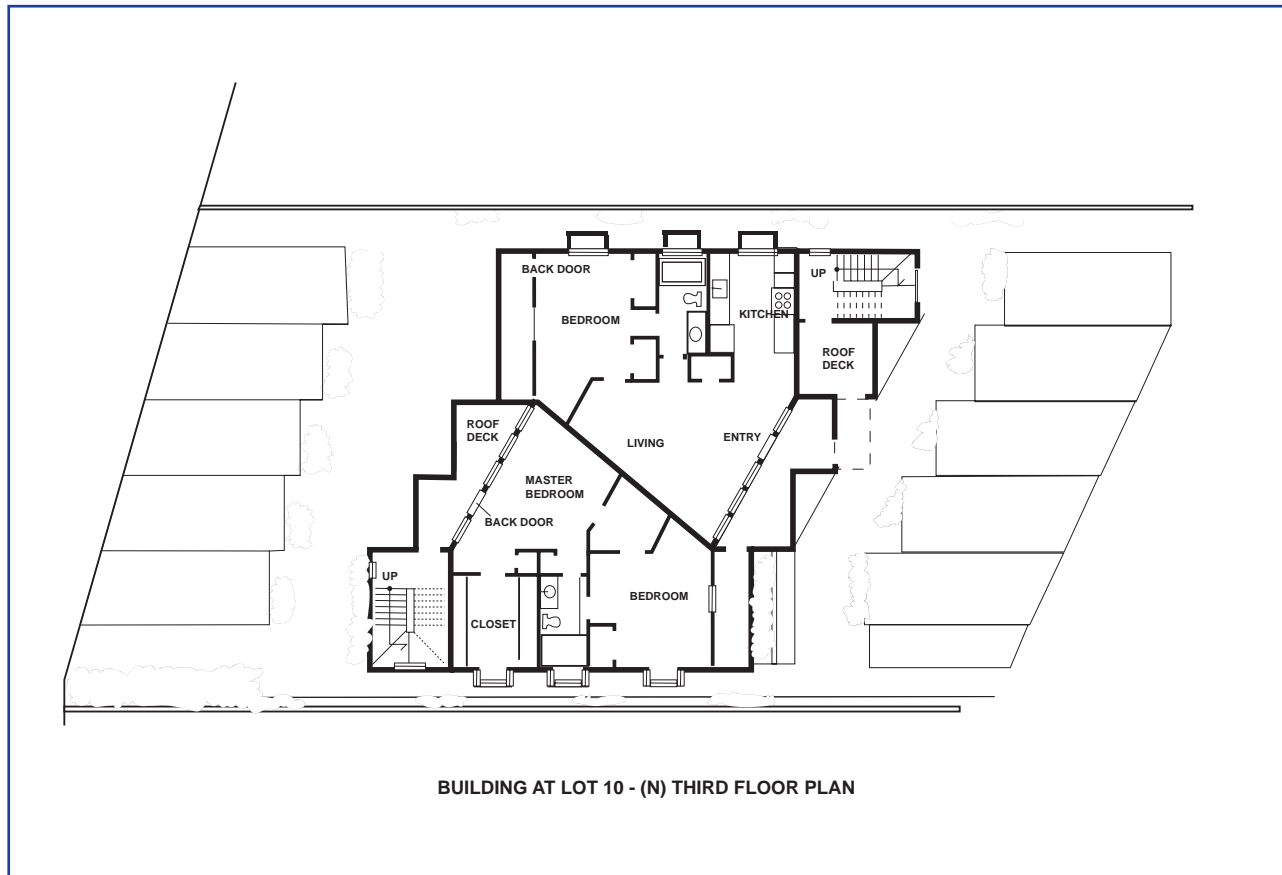 BACK DOOR
UP
BEDROOM
KITCHEN
ROOF
DECK
ROOF
DECK
LIVING
ENTRY
MASTER
BEDROOM
BACK DOOR
UP
BEDROOM
CLOSET
BUILDING AT LOT 10 - (N) THIRD FLOOR PLAN